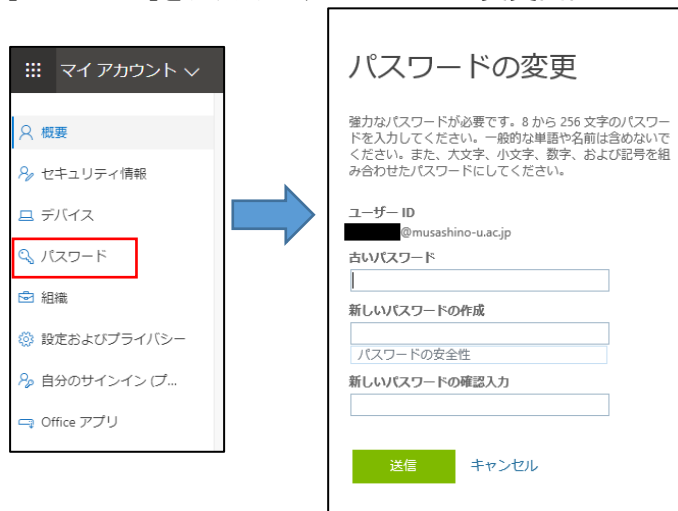 マイ アカウント
概要
セキュリティ情報
デバイス
パスワード
組織
設定およびプライバシー
自分のサインイン (プ...
Office アプリ
パスワードの変更
強力なパスワードが必要です。8 から 256 文字のパスワー
ドを入力してください。一般的な単語や名前は含めないで
ください。また、大文字、小文字、数字、および記号を組
み合わせたパスワードにしてください。
ユーザー ID
@musashino-u.ac.jp
古いパスワード
新しいパスワードの作成
パスワードの安全性
新しいパスワードの確認入力
送信 キャンセル